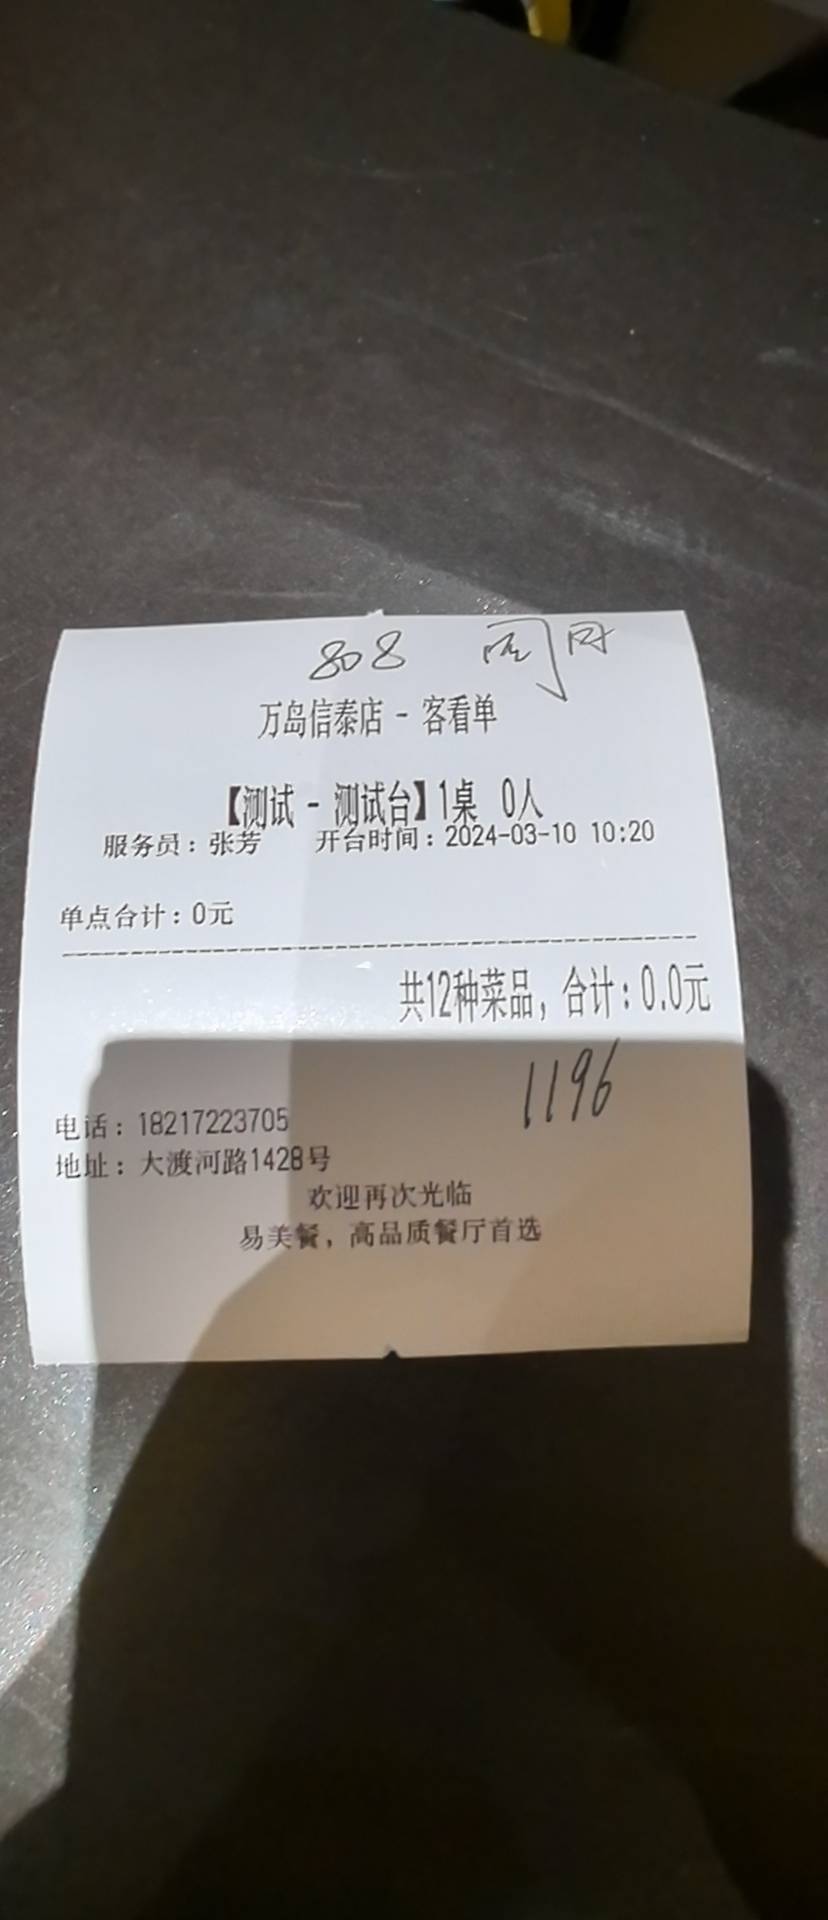 808
万岛信泰店 - 客看单
【测试 - 测试台】1桌 0人
服务员：张芳 开台时间：2024-03-10 10:20
单点合计：0元
共12种菜品，合计：0.0元
1196
电话：18217223705
地址：大渡河路1428号
欢迎再次光临
易美餐，高品质餐厅首选